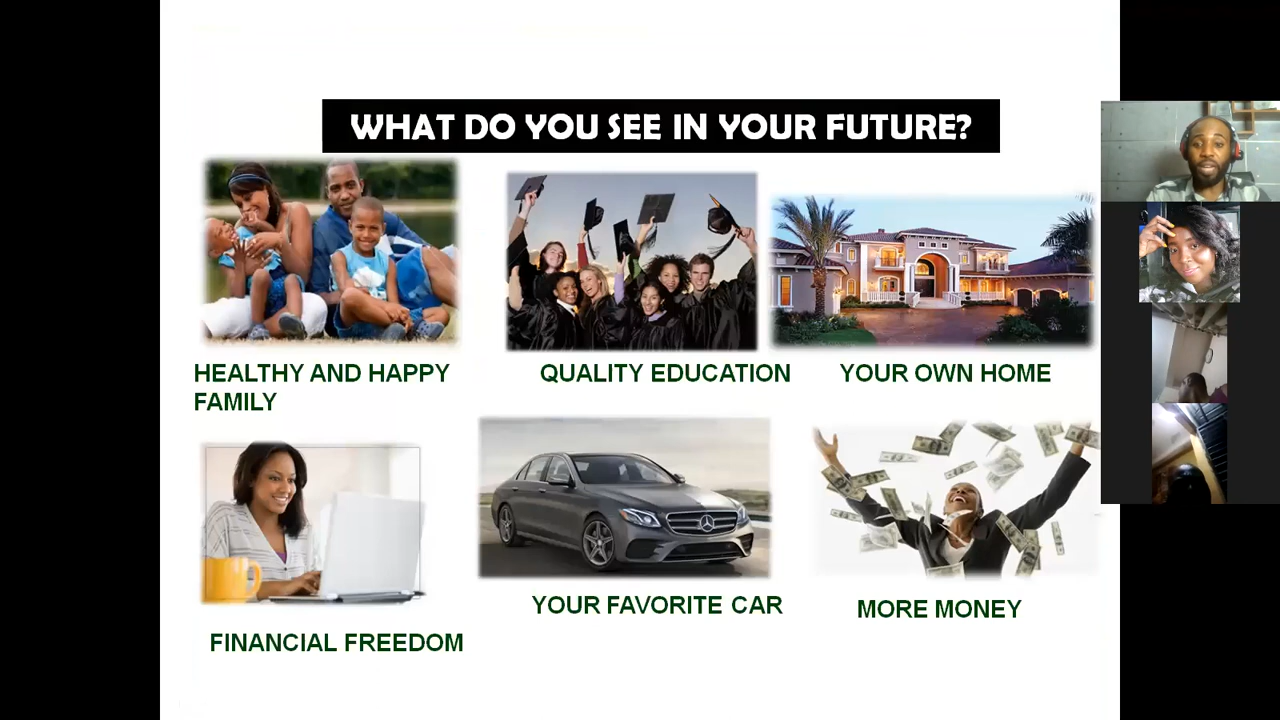 WHAT DO YOU SEE IN YOUR FUTURE?
HEALTHY AND HAPPY
FAMILY
QUALITY EDUCATION
YOUR OWN HOME
FINANCIAL FREEDOM
YOUR FAVORITE CAR
MORE MONEY